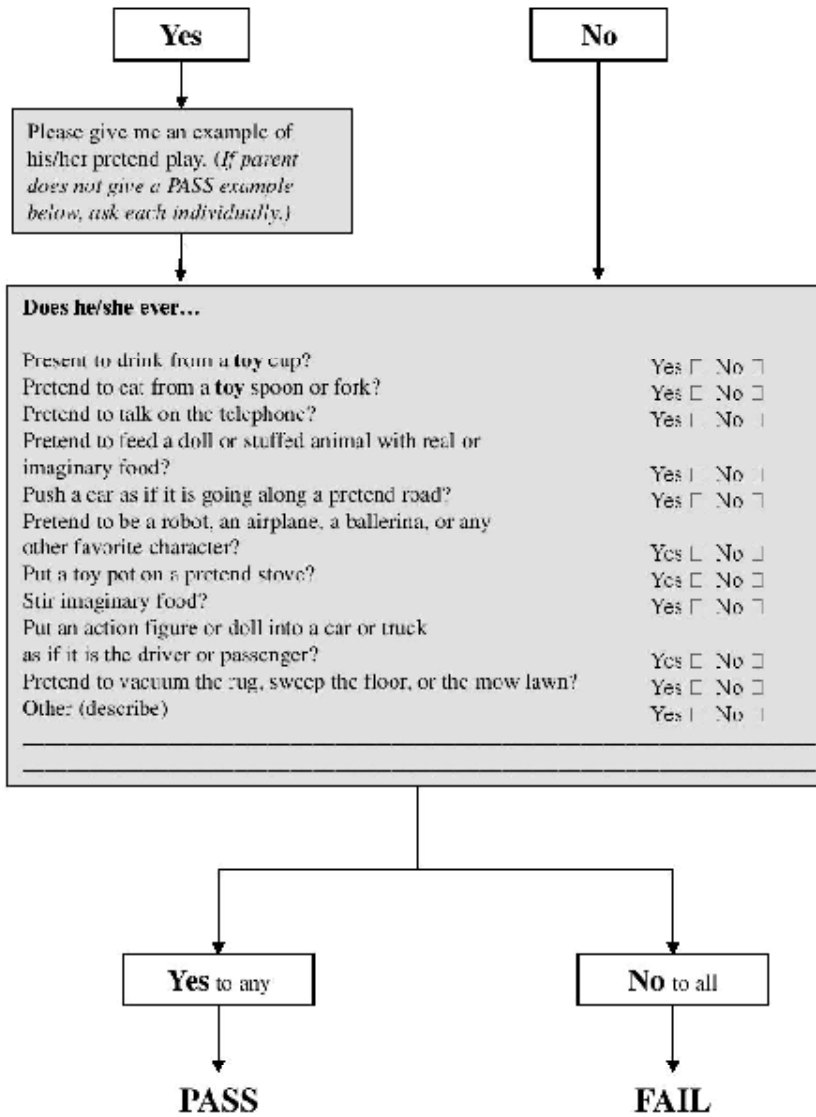 Yes
No
Please give me an example of
his/her pretend play. (If parent
does not give a PASS example
below, ask each individually.)
Does he/she ever…
Present to drink from a toy cup? Yes □ No □
Pretend to eat from a toy spoon or fork? Yes □ No □
Pretend to talk on the telephone? Yes □ No □
Pretend to feed a doll or stuffed animal with real or
imaginary food? Yes □ No □
Push a car as if it is going along a pretend road? Yes □ No □
Pretend to be a robot, an airplane, a ballerina, or any
other favorite character? Yes □ No □
Put a toy pot on a pretend stove? Yes □ No □
Stir imaginary food? Yes □ No □
Put an action figure or doll into a car or truck
as if it is the driver or passenger? Yes □ No □
Pretend to vacuum the rug, sweep the floor, or the mow lawn? Yes □ No □
Other (describe) Yes □ No □
Yes to any
No to all
PASS
FAIL